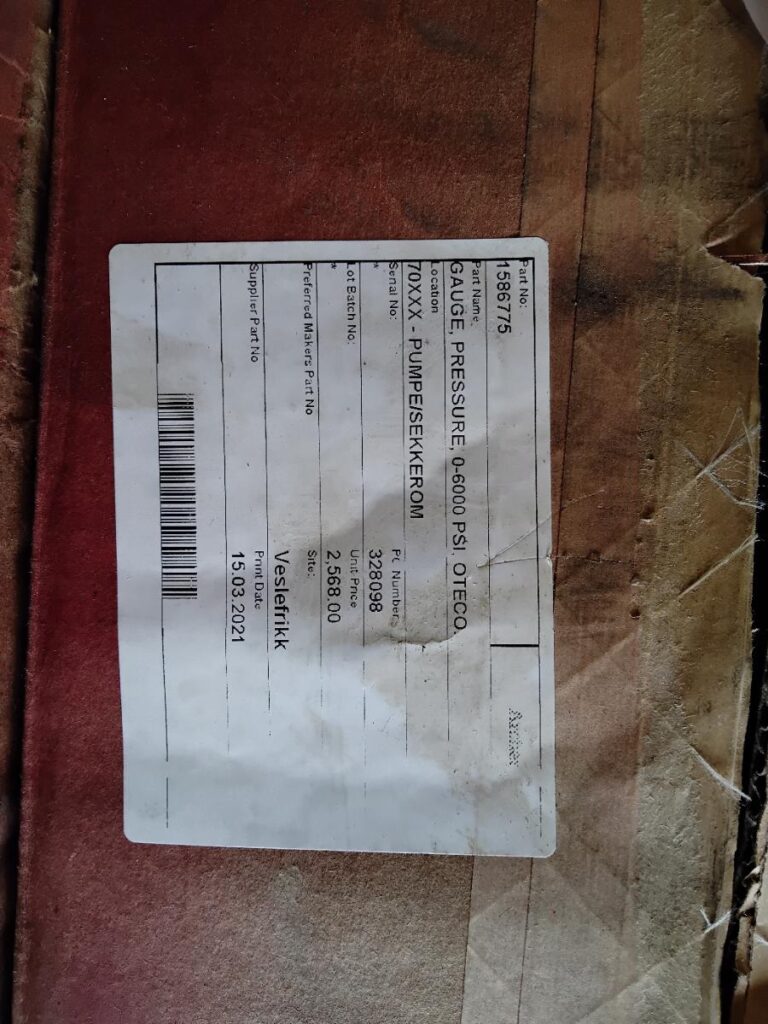 Archer
Part No:
1586775
Part Name:
GAUGE, PRESSURE, 0-6000 PSI, OTECO,
Location
70XXX - PUMPE/SEKKEROM
Serial No:
*
Po Number:
328098
Lot Batch No:
*
Unit Price
2,568.00
Preferred Makers Part No
Site:
Veslefrikk
Supplier Part No
Print Date
15.03.2021